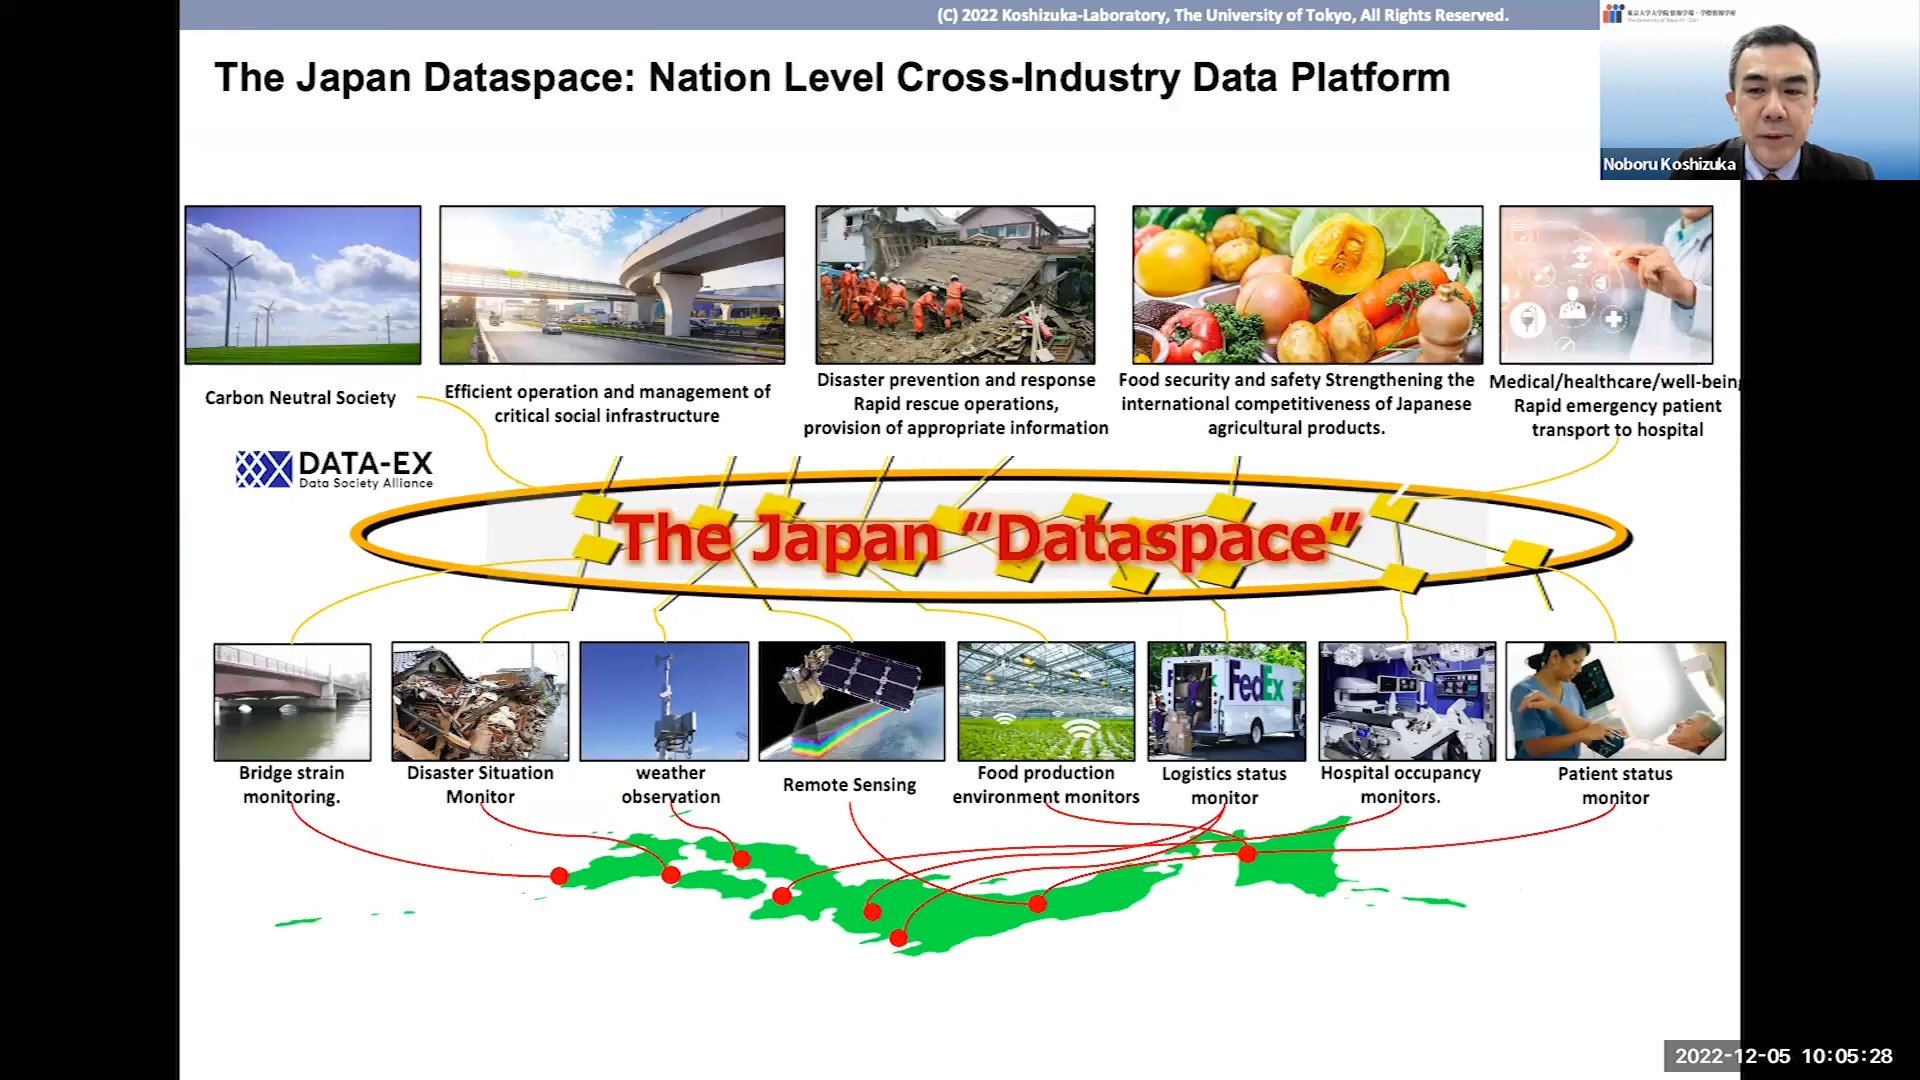 (C) 2022 Koshizuka-Laboratory, The University of Tokyo, All Rights Reserved.
The Japan Dataspace: Nation Level Cross-Industry Data Platform
Noboru Koshizuka
Carbon Neutral Society
Efficient operation and management of
critical social infrastructure
Disaster prevention and response
Rapid rescue operations,
provision of appropriate information
Food security and safety Strengthening the
international competitiveness of Japanese
agricultural products.
Medical/healthcare/well-being
Rapid emergency patient
transport to hospital
DATA-EX
Data Society Alliance
The Japan “Dataspace”
FedEx
Bridge strain
monitoring.
Disaster Situation
Monitor
weather
observation
Remote Sensing
Food production
environment monitors
Logistics status
monitor
Hospital occupancy
monitors.
Patient status
monitor
2022-12-05 10:05:28